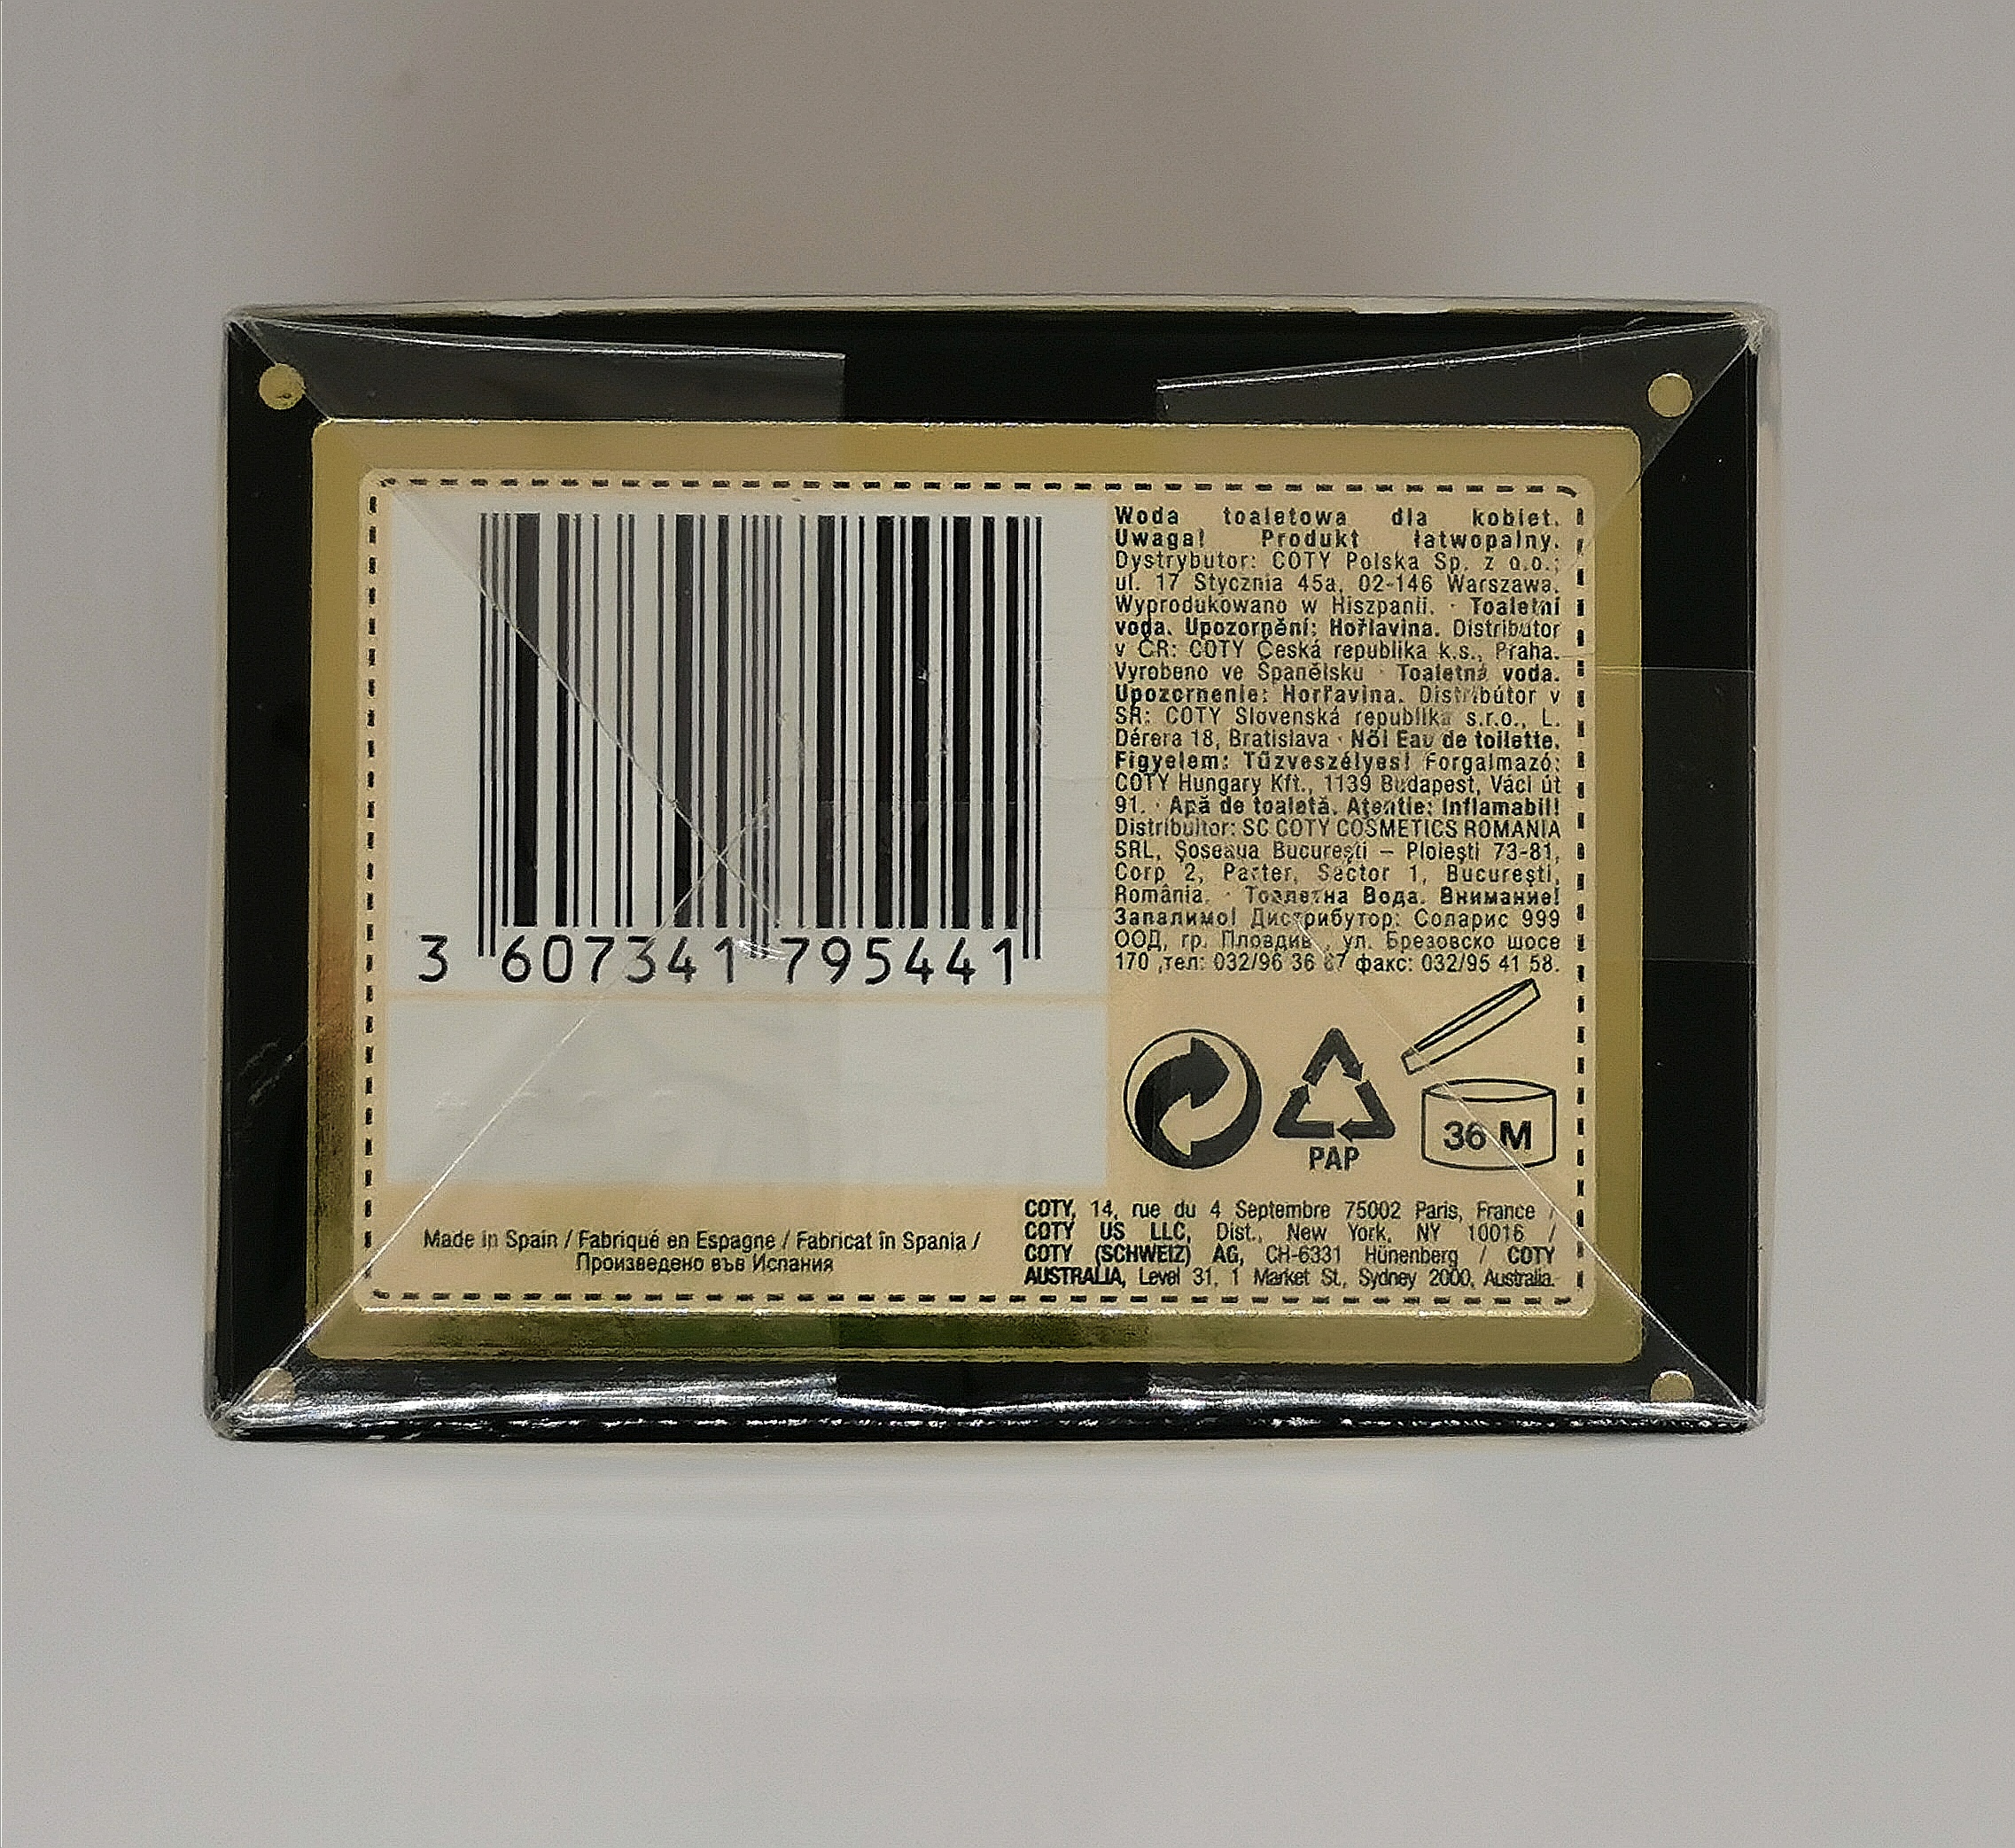 3 607341 795441
Woda toaletowa dla kobiet.
Uwaga! Produkt łatwopalny.
Dystrybutor: COTY Polska Sp. z o.o.;
ul. 17 Stycznia 45a, 02-146 Warszawa.
Wyprodukowano w Hiszpanii. · Toaletní
voda. Upozornění: Hořlavina. Distributor
v ČR: COTY Česká republika k.s., Praha.
Vyrobeno ve Španělsku · Toaletná voda.
Upozornenie: Horľavina. Distribútor v
SR: COTY Slovenská republika s.r.o., L.
Dérera 18, Bratislava · Női Eau de toilette.
Figyelem: Tűzveszélyes! Forgalmazó:
COTY Hungary Kft., 1139 Budapest, Váci út
91. · Apă de toaletă. Atentie: Inflamabil!
Distribuitor: SC COTY COSMETICS ROMANIA
SRL, Şoseaua Bucureşti – Ploieşti 73-81,
Corp 2, Parter, Sector 1, Bucureşti,
România. · Тоалетна Вода. Внимание!
Запалимо! Дистрибутор: Соларис 999
ООД, гр. Пловдив , ул. Брезовско шосе
170 ,тел: 032/96 36 67 факс: 032/95 41 58.
PAP
36 M
Made in Spain / Fabriqué en Espagne / Fabricat în Spania /
Произведено във Испания
COTY, 14, rue du 4 Septembre 75002 Paris, France /
COTY US LLC, Dist., New York, NY 10016 /
COTY (SCHWEIZ) AG, CH-6331 Hünenberg / COTY
AUSTRALIA, Level 31, 1 Market St., Sydney 2000, Australia.